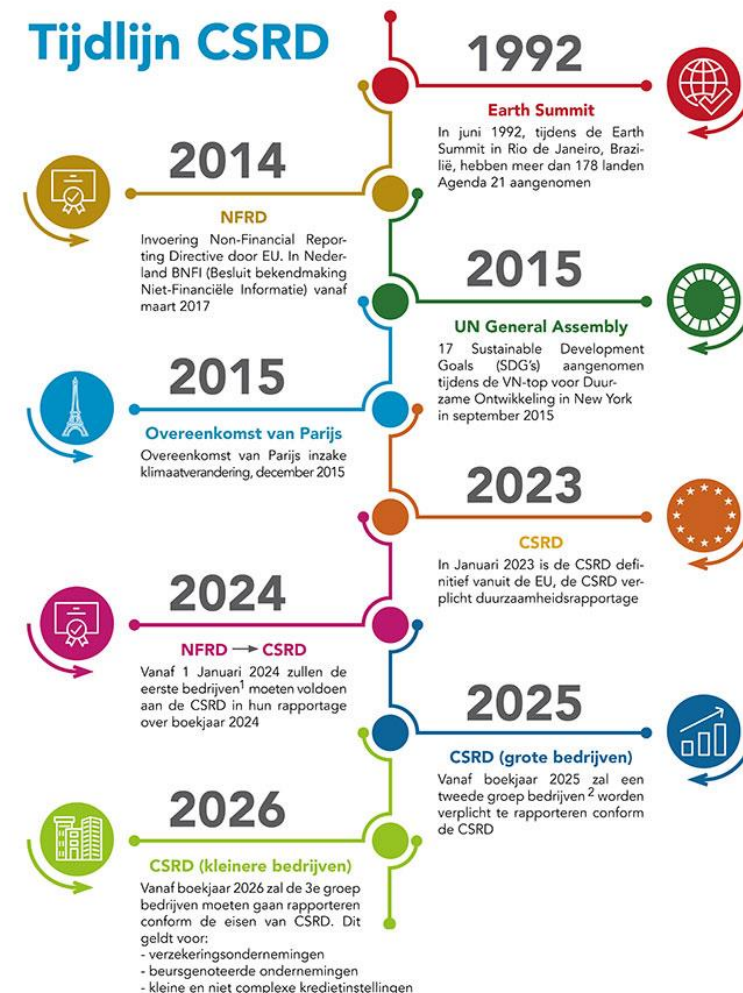 Tijdlijn CSRD
1992
Earth Summit
In juni 1992, tijdens de Earth
Summit in Rio de Janeiro, Brazi-
lië, hebben meer dan 178 landen
Agenda 21 aangenomen
2014
NFRD
Invoering Non-Financial Repor-
ting Directive door EU. In Neder-
land BNFI (Besluit bekendmaking
Niet-Financiële Informatie) vanaf
maart 2017
2015
UN General Assembly
17 Sustainable Development
Goals (SDG's) aangenomen
tijdens de VN-top voor Duur-
zame Ontwikkeling in New York
in september 2015
2015
Overeenkomst van Parijs
Overeenkomst van Parijs inzake
klimaatverandering, december 2015
2023
CSRD
In Januari 2023 is de CSRD defi-
nitief vanuit de EU, de CSRD ver-
plicht duurzaamheidsrapportage
2024
NFRD → CSRD
Vanaf 1 Januari 2024 zullen de
eerste bedrijven¹ moeten voldoen
aan de CSRD in hun rapportage
over boekjaar 2024
2025
CSRD (grote bedrijven)
Vanaf boekjaar 2025 zal een
tweede groep bedrijven ² worden
verplicht te rapporteren conform
de CSRD
2026
CSRD (kleinere bedrijven)
Vanaf boekjaar 2026 zal de 3e groep
bedrijven moeten gaan rapporteren
conform de eisen van CSRD. Dit
geldt voor:
- verzekeringsondernemingen
- beursgenoteerde ondernemingen
- kleine en niet complexe kredietinstellingen